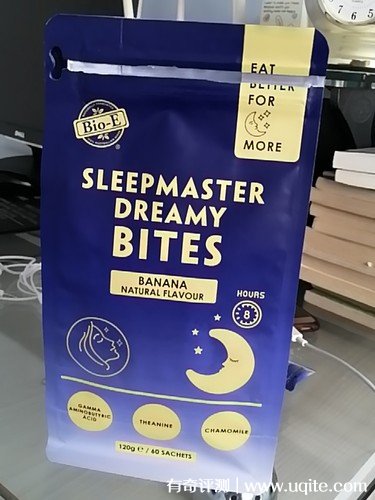 EAT
BETTER
FOR
MORE
Bio-E
®
SLEEPMASTER
DREAMY
BITES
BANANA
NATURAL FLAVOUR
HOURS
8
GAMMA
AMINOBUTYRIC
ACID
THEANINE
CHAMOMILE
120g e / 60 SACHETS
有奇评测 | www.uqite.com